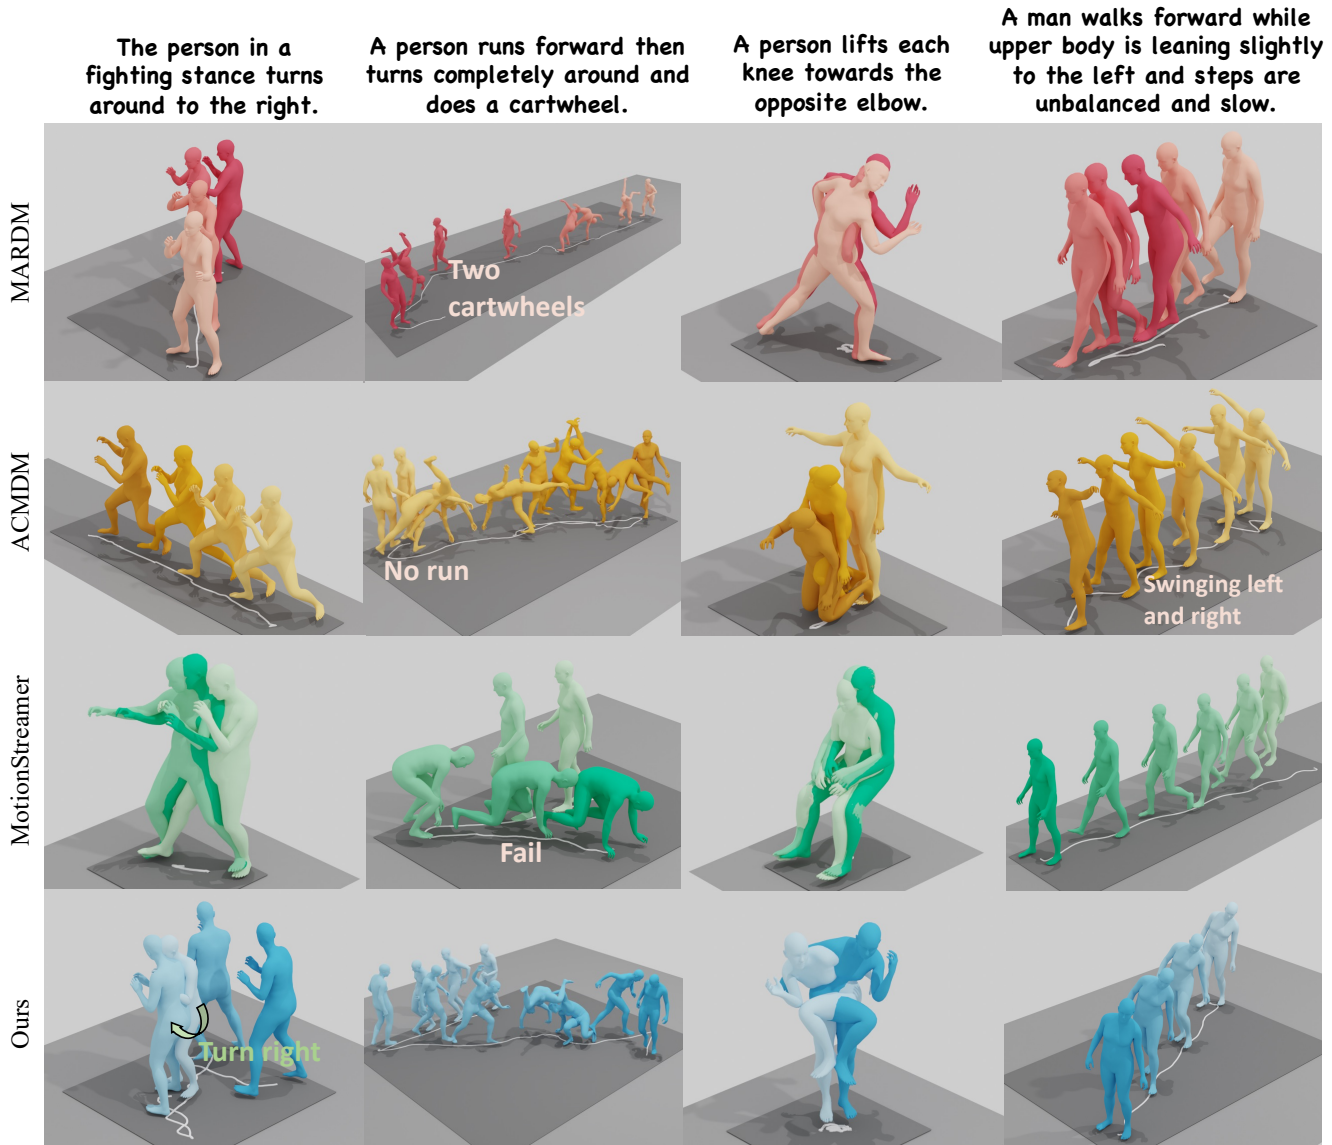 The person in a
fighting stance turns
around to the right.
A person runs forward then
turns completely around and
does a cartwheel.
A person lifts each
knee towards the
opposite elbow.
A man walks forward while
upper body is leaning slightly
to the left and steps are
unbalanced and slow.
MARDM
Two
cartwheels
ACMDM
No run
Swinging left
and right
MotionStreamer
Fail
Ours
Turn right